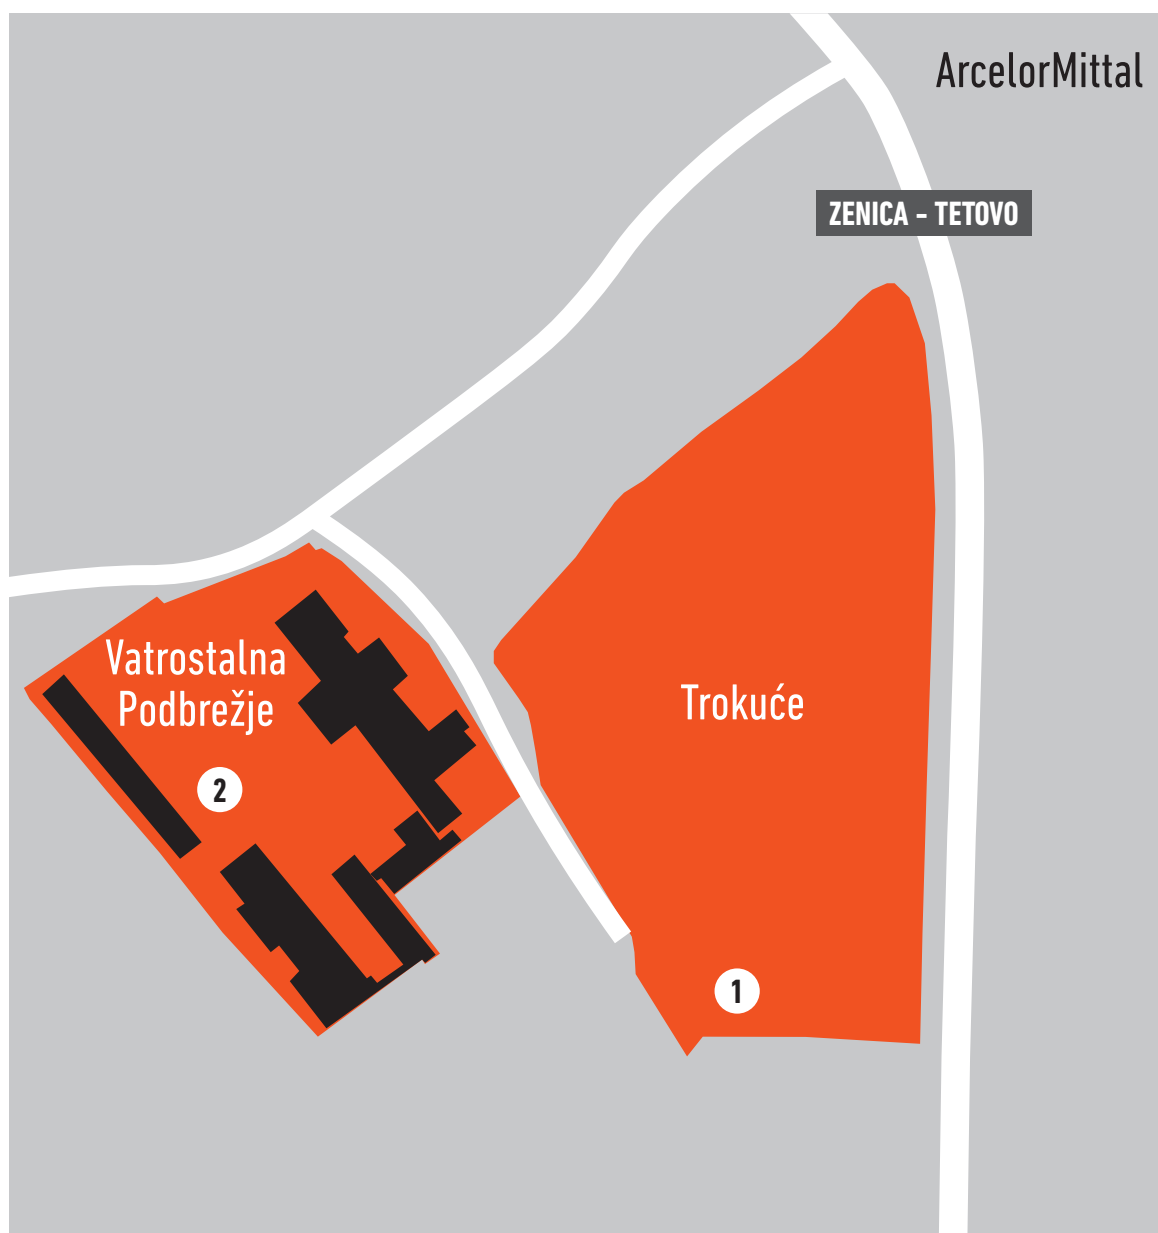 ArcelorMittal
ZENICA - TETOVO
Vatrostalna
Podbrežje
2
Trokuće
1